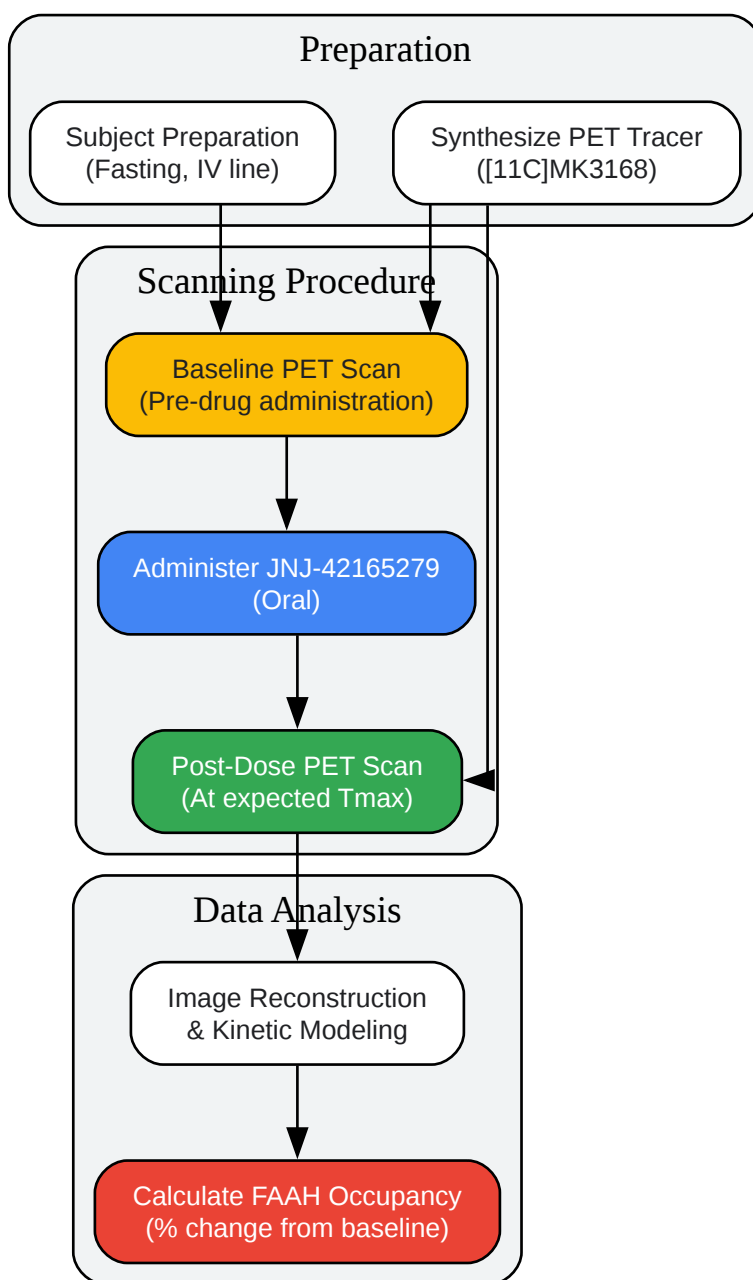 Preparation
Subject Preparation
(Fasting, IV line)
Synthesize PET Tracer
([11C]MK3168)
Scanning Procedure
Baseline PET Scan
(Pre-drug administration)
Administer JNJ-42165279
(Oral)
Post-Dose PET Scan
(At expected Tmax)
Data Analysis
Image Reconstruction
& Kinetic Modeling
Calculate FAAH Occupancy
(% change from baseline)